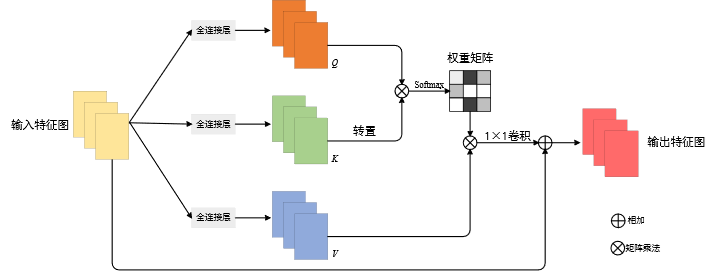 全连接层
Q
权重矩阵
Softmax
输入特征图
全连接层
转置
K
1×1卷积
输出特征图
全连接层
V
相加
矩阵乘法